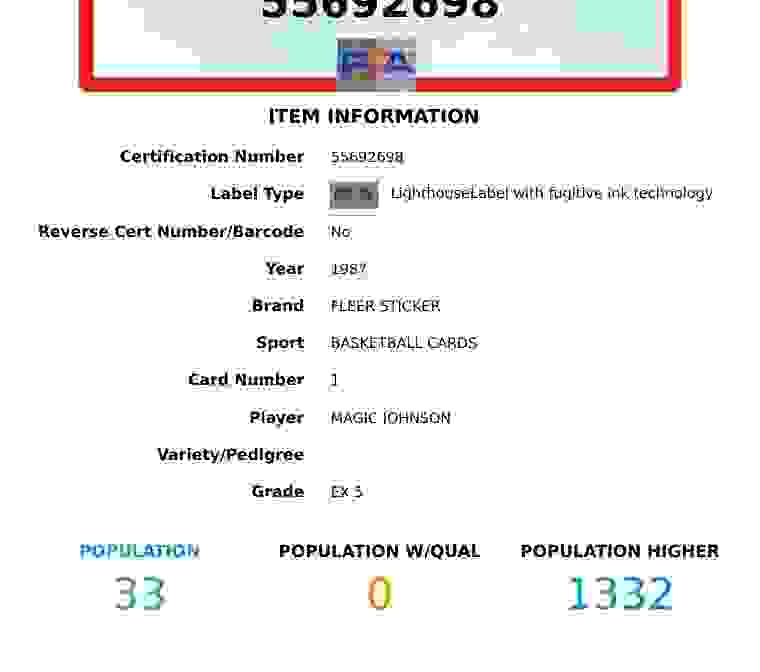 55692698
PSA
ITEM INFORMATION
Certification Number 55692698
Label Type LighthouseLabel with fugitive ink technology
Reverse Cert Number/Barcode No
Year 1987
Brand FLEER STICKER
Sport BASKETBALL CARDS
Card Number 1
Player MAGIC JOHNSON
Variety/Pedigree
Grade EX 5
POPULATION POPULATION W/QUAL POPULATION HIGHER
33 0 1332